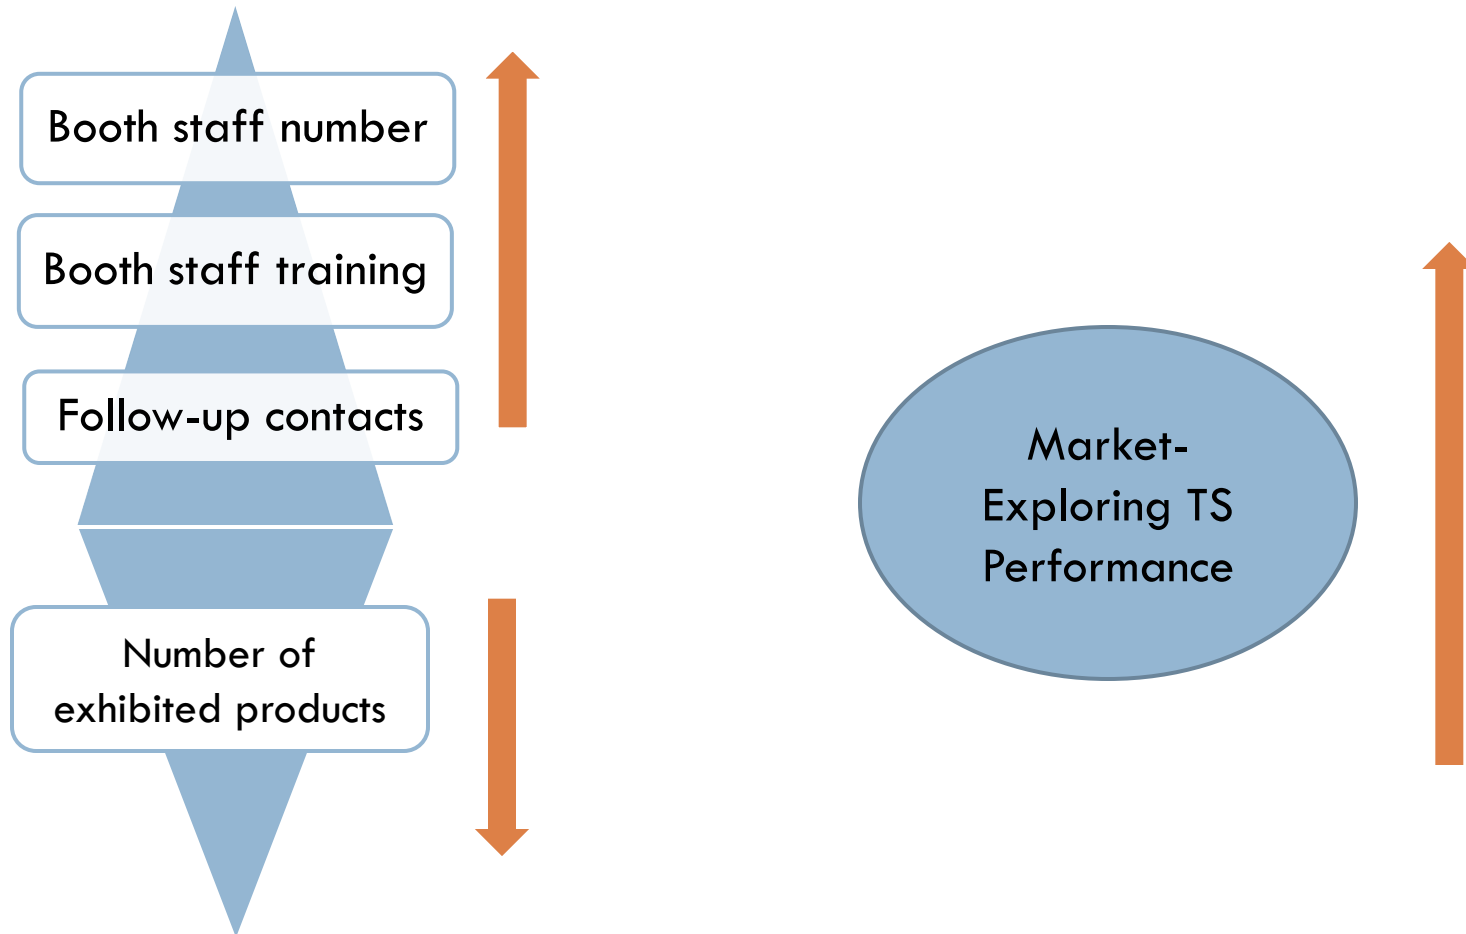 Booth staff number
Booth staff training
Follow-up contacts
Number of
exhibited products
Market-
Exploring TS
Performance